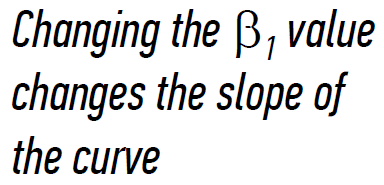 Changing the β₁ value
changes the slope of
the curve